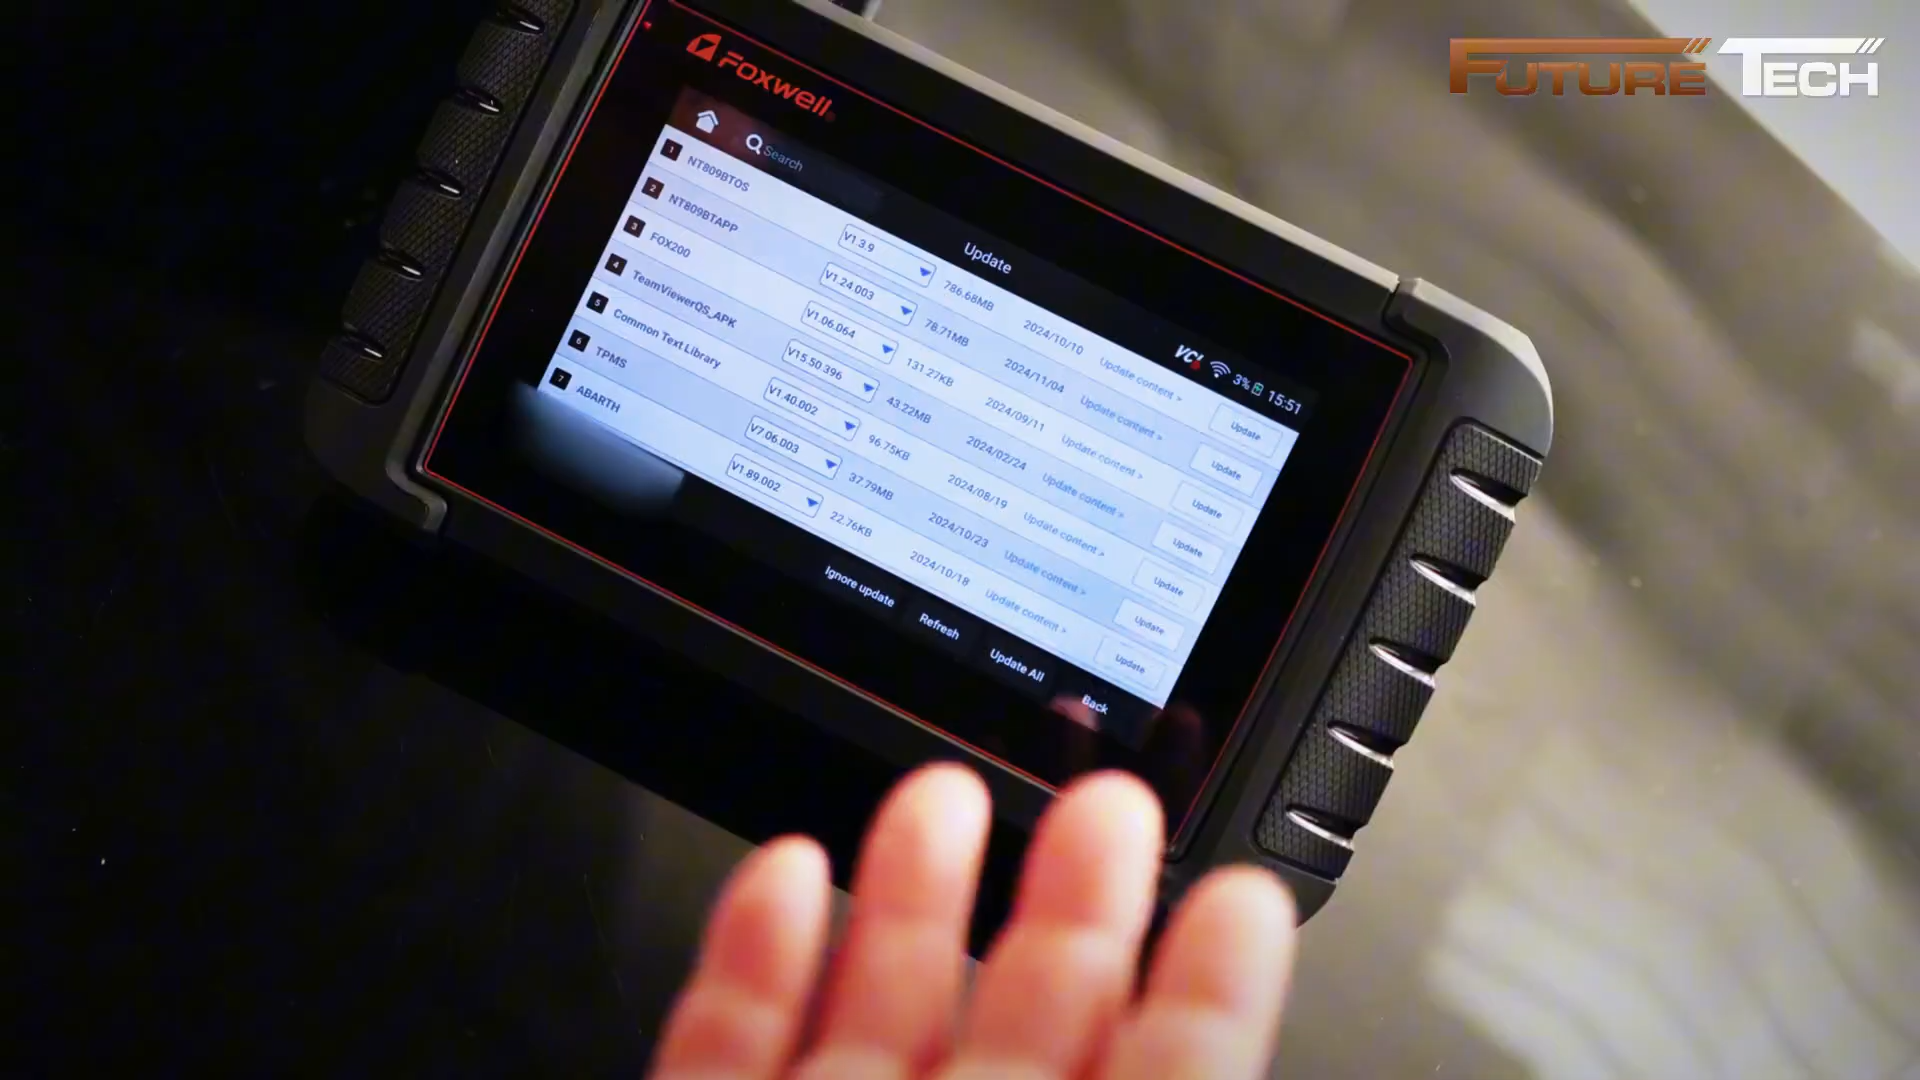 FUTURE TECH
FOXWELL
Search
Update
VCI 3% 15:51
1 NT809BTOS V1.3.9 786.68MB 2024/10/10 Update content > Update
2 NT809BTAPP V1.24.003 78.71MB 2024/11/04 Update content > Update
3 FOX200 V1.06.064 131.27KB 2024/09/11 Update content > Update
4 TeamViewerQS_APK V15.50.396 43.22MB 2024/02/24 Update content > Update
5 Common Text Library V1.40.002 96.75KB 2024/08/19 Update content > Update
6 TPMS V7.06.003 37.79MB 2024/10/23 Update content > Update
7 ABARTH V1.89.002 22.76KB 2024/10/18 Update content > Update
Ignore update Refresh Update All Back